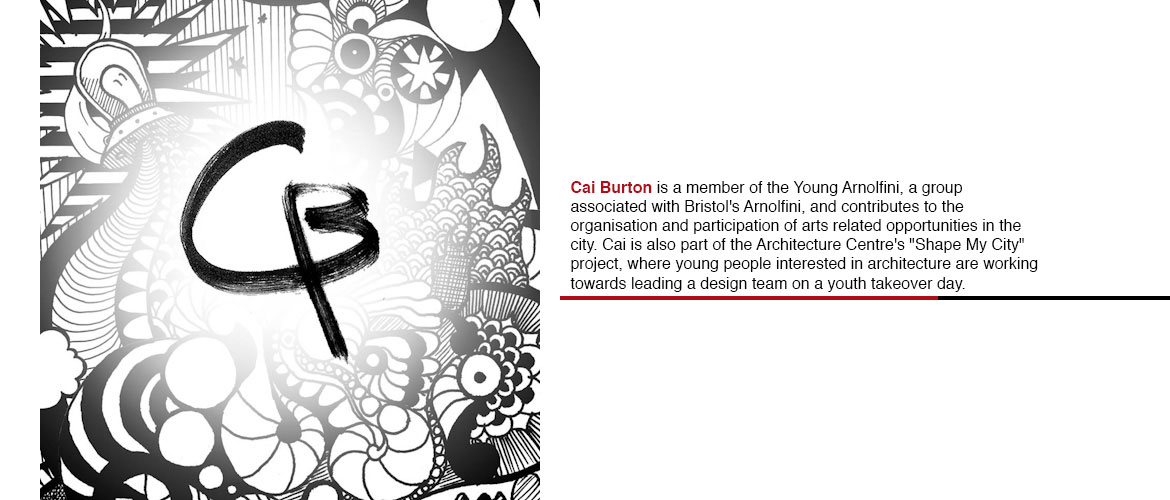 CB
Cai Burton is a member of the Young Arnolfini, a group
associated with Bristol's Arnolfini, and contributes to the
organisation and participation of arts related opportunities in the
city. Cai is also part of the Architecture Centre's "Shape My City"
project, where young people interested in architecture are working
towards leading a design team on a youth takeover day.